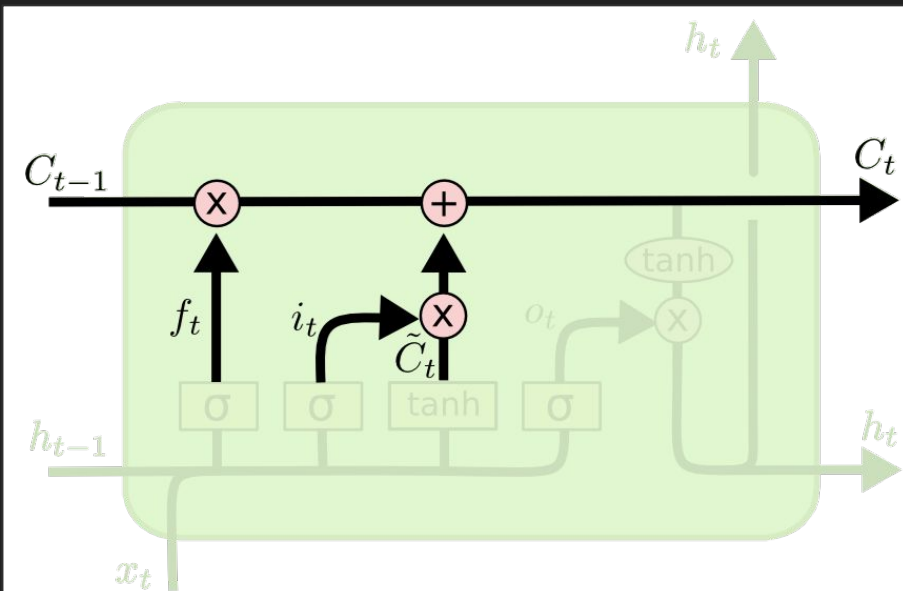 h_t
C_{t-1} C_t
x +
tanh
f_t i_t x o_t x
C̃_t
σ σ tanh σ
h_{t-1} h_t
x_t